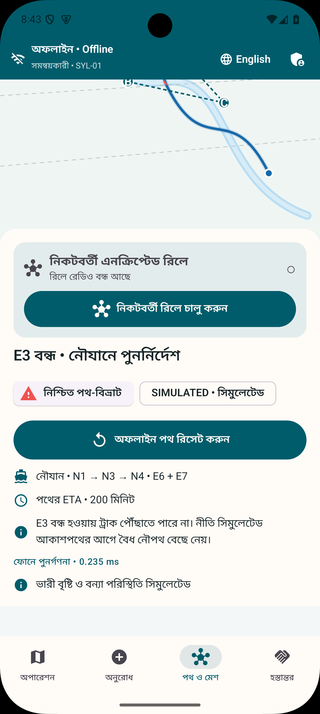 8:43
অফলাইন • Offline
সমন্বয়কারী • SYL-01
English
B
C
নিকটবর্তী এনক্রিপ্টেড রিলে
রিলে রেডিও বন্ধ আছে
নিকটবর্তী রিলে চালু করুন
E3 বন্ধ • নৌযানে পুনর্নির্দেশ
নিশ্চিত পথ-বিভ্রাট
SIMULATED • সিমুলেটেড
অফলাইন পথ রিসেট করুন
নৌযান • N1 → N3 → N4 • E6 + E7
পথের ETA • 200 মিনিট
E3 বন্ধ হওয়ায় ট্রাক পৌঁছাতে পারে না। নীতি সিমুলেটেড
আকাশপথের আগে বৈধ নৌপথ বেছে নেয়।
ফোনে পুনর্গণনা • 0.235 ms
ভারী বৃষ্টি ও বন্যা পরিস্থিতি সিমুলেটেড
অপারেশন
অনুরোধ
পথ ও মেশ
হস্তান্তর